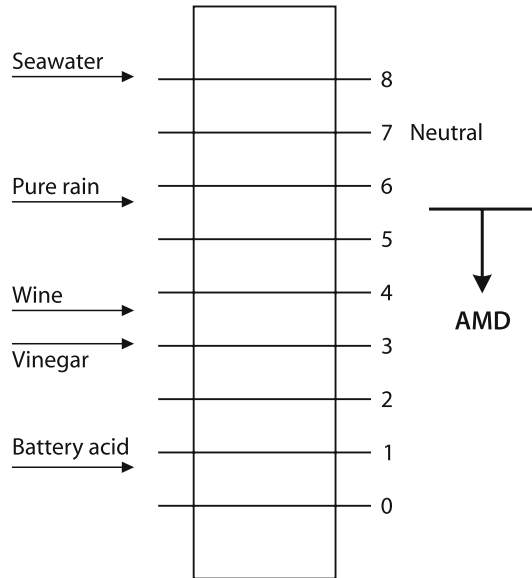 Seawater
8
7 Neutral
Pure rain
6
5
Wine
4
AMD
3
Vinegar
2
Battery acid
1
0